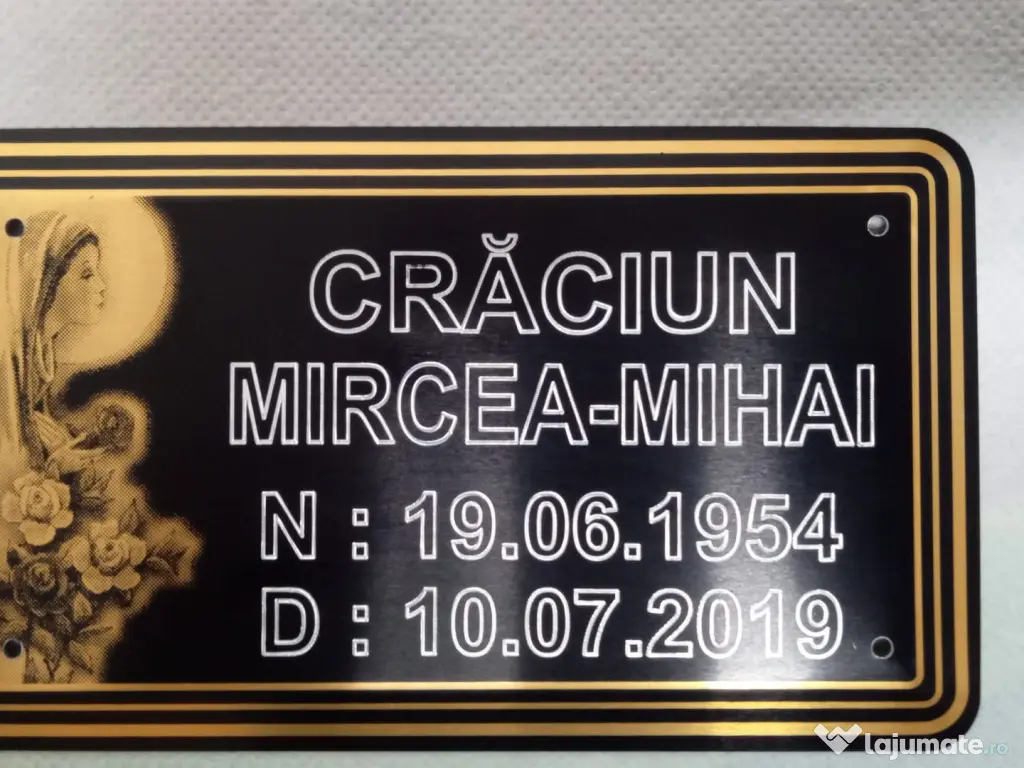 CRĂCIUN
MIRCEA-MIHAI
N : 19.06.1954
D : 10.07.2019
lajumate.ro